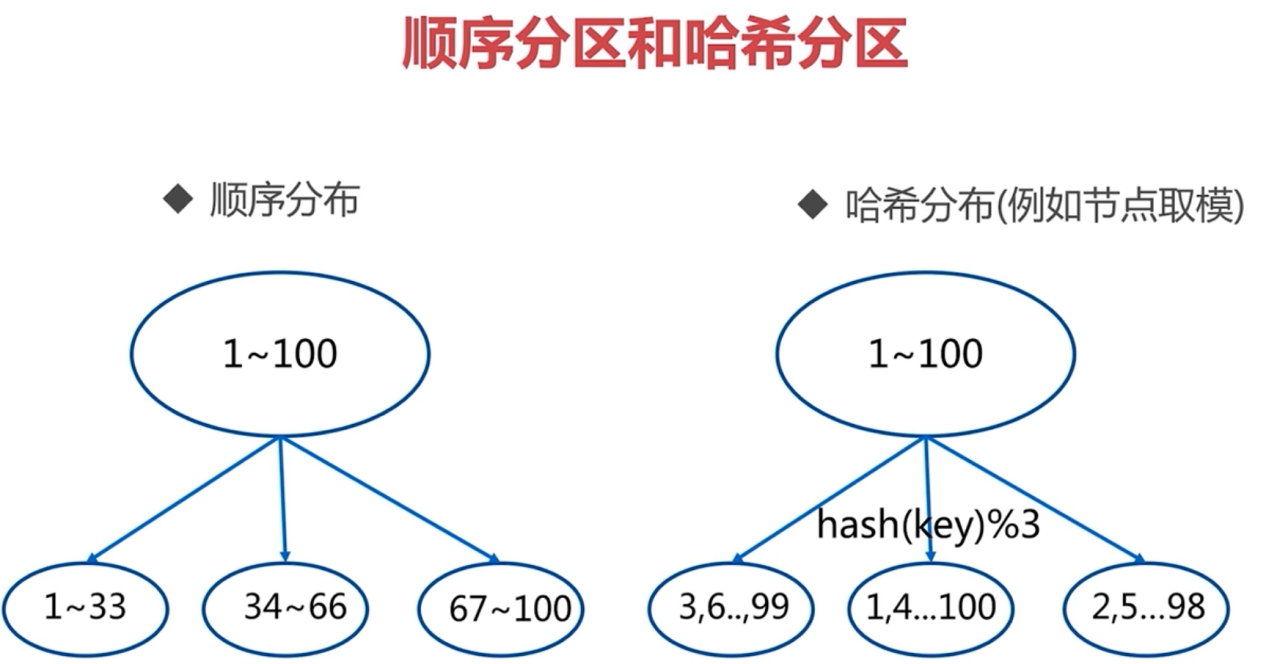 顺序分区和哈希分区
◆ 顺序分布
1~100
1~33
34~66
67~100
◆ 哈希分布(例如节点取模)
1~100
hash(key)%3
3,6..,99
1,4...100
2,5...98